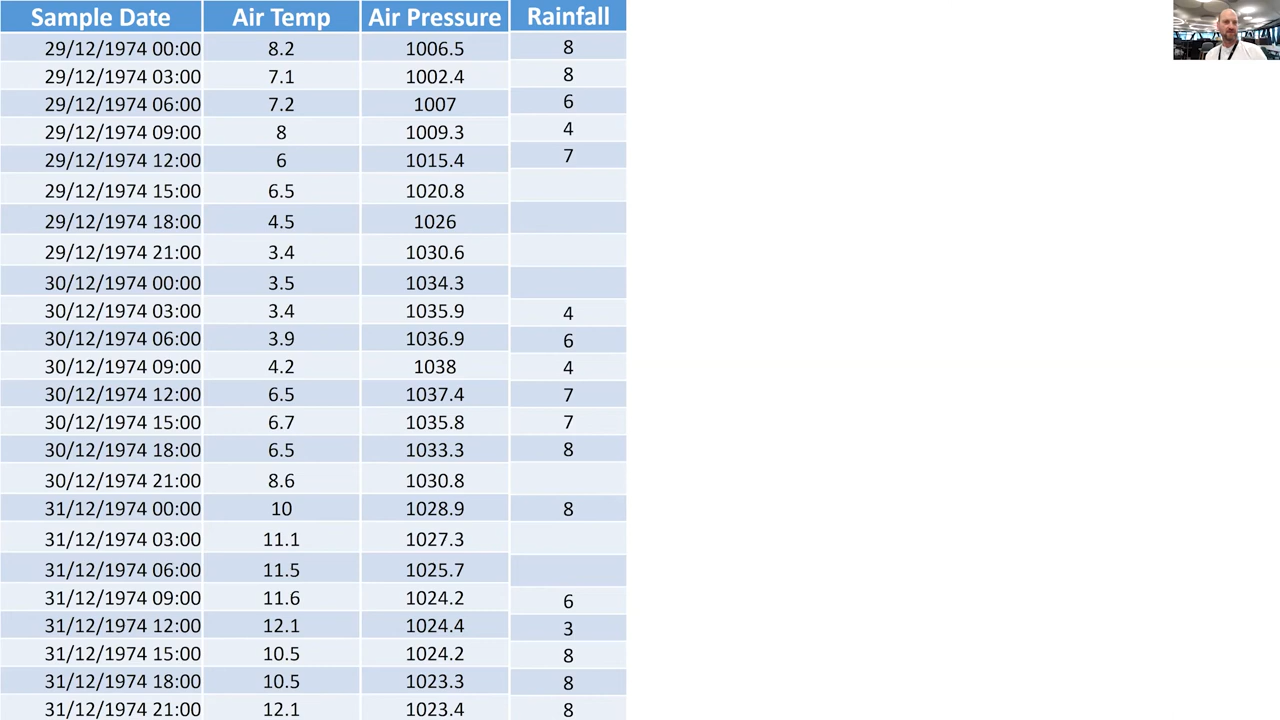 Sample Date Air Temp Air Pressure Rainfall
29/12/1974 00:00 8.2 1006.5 8
29/12/1974 03:00 7.1 1002.4 8
29/12/1974 06:00 7.2 1007 6
29/12/1974 09:00 8 1009.3 4
29/12/1974 12:00 6 1015.4 7
29/12/1974 15:00 6.5 1020.8
29/12/1974 18:00 4.5 1026
29/12/1974 21:00 3.4 1030.6
30/12/1974 00:00 3.5 1034.3
30/12/1974 03:00 3.4 1035.9 4
30/12/1974 06:00 3.9 1036.9 6
30/12/1974 09:00 4.2 1038 4
30/12/1974 12:00 6.5 1037.4 7
30/12/1974 15:00 6.7 1035.8 7
30/12/1974 18:00 6.5 1033.3 8
30/12/1974 21:00 8.6 1030.8
31/12/1974 00:00 10 1028.9 8
31/12/1974 03:00 11.1 1027.3
31/12/1974 06:00 11.5 1025.7
31/12/1974 09:00 11.6 1024.2 6
31/12/1974 12:00 12.1 1024.4 3
31/12/1974 15:00 10.5 1024.2 8
31/12/1974 18:00 10.5 1023.3 8
31/12/1974 21:00 12.1 1023.4 8